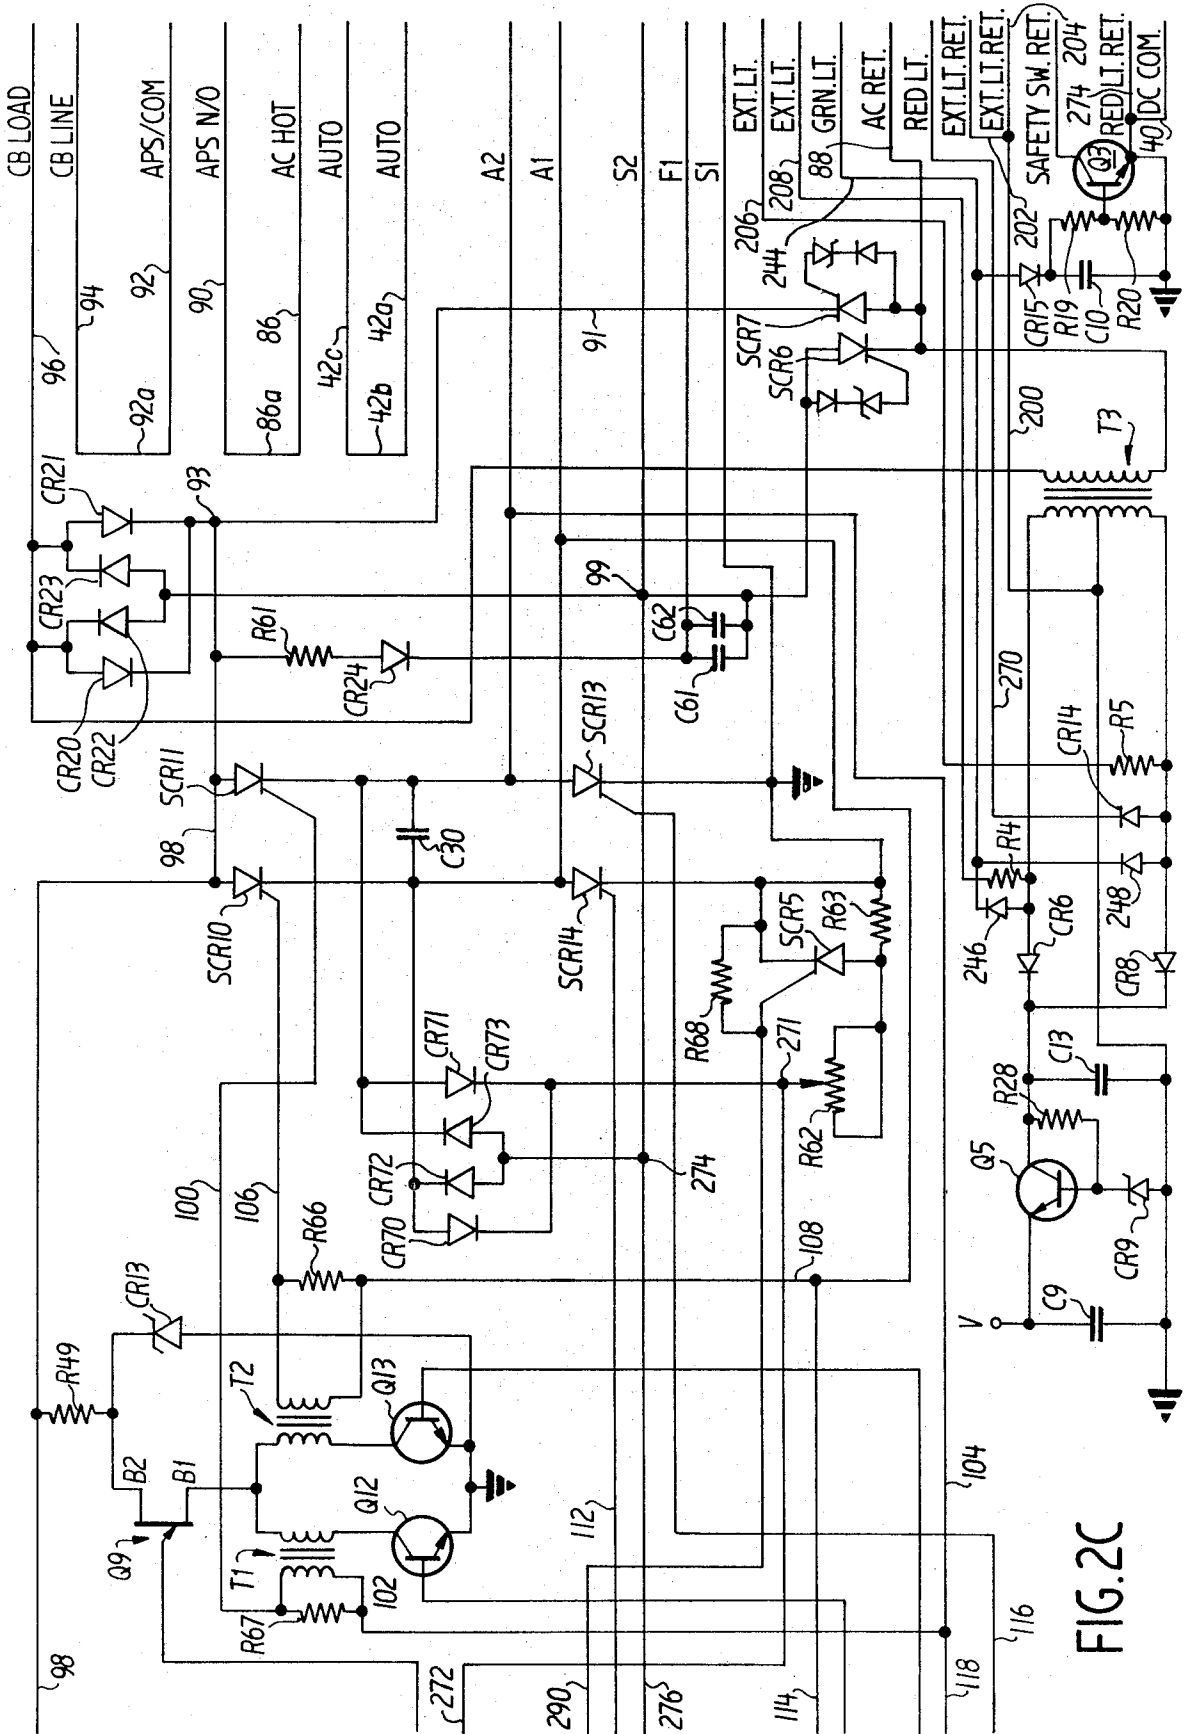 CB LOAD
CB LINE
APS/COM
APS N/O
AC HOT
AUTO
AUTO
A2
A1
S2
F1
S1
EXT.LT.
EXT.LT.
GRN.LT.
AC RET.
RED LT.
EXT.LT.RET.
EXT.LT.RET.
SAFETY SW.RET.
RED LT.RET.
DC COM.
204
274
40
96
94
92a
92
90
86a
86
42c
42b
42a
91
206
208
88
244
202
Q3
CR15
R19
C10
R20
SCR7
SCR6
200
T3
CR21
CR23
93
CR20
CR22
R61
CR24
99
C62
C61
270
CR14
R5
SCR11
SCR13
98
C30
SCR10
SCR14
R68
SCR5
R63
R4
246
248
CR6
CR8
CR71
CR73
CR72
CR70
271
R62
274
100
106
R66
108
R28
C13
Q5
CR9
V
C9
CR13
R49
T2
Q13
B2
B1
Q9
Q12
T1
102
R67
112
104
98
272
290
276
114
118
116
FIG.2C